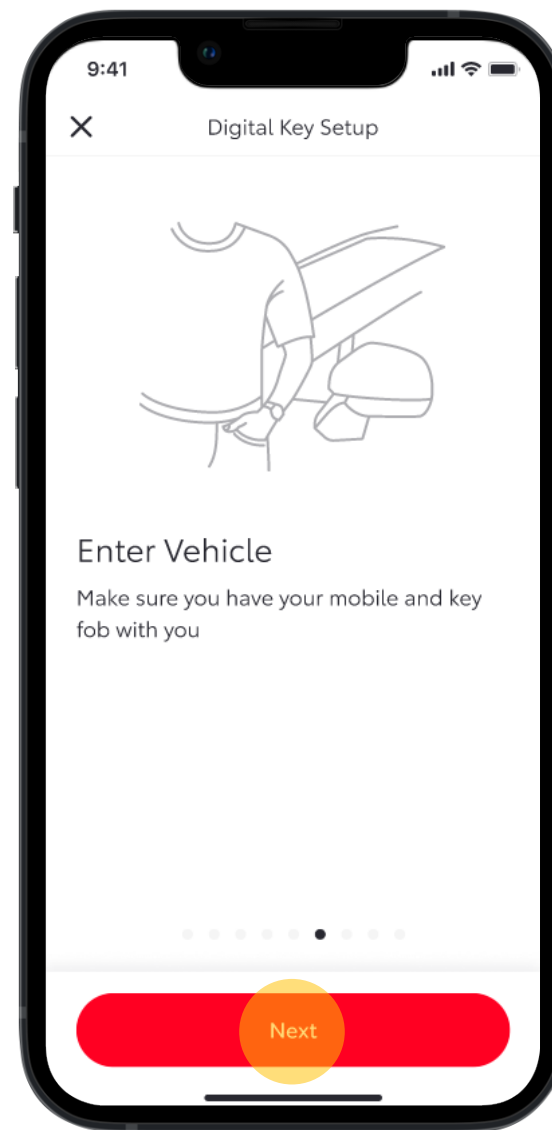 9:41
Digital Key Setup
Enter Vehicle
Make sure you have your mobile and key
fob with you
Next